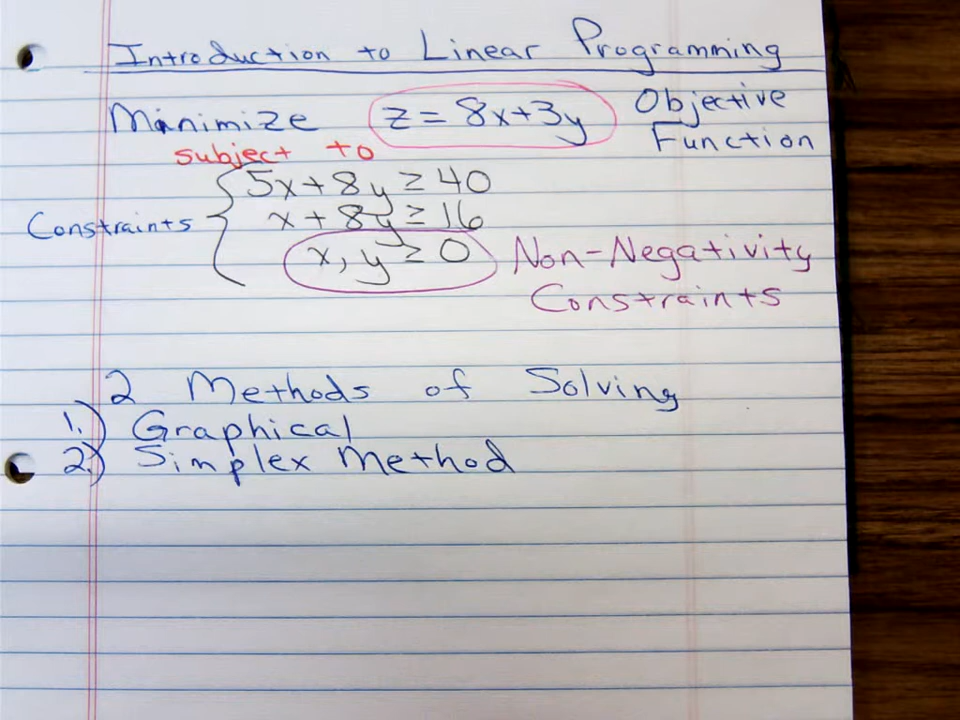 Introduction to Linear Programming
Minimize z = 8x+3y Objective Function
subject to
Constraints
5x + 8y ≥ 40
x + 8y ≥ 16
x, y ≥ 0 Non-Negativity
Constraints
2 Methods of Solving
1.) Graphical
2.) Simplex Method